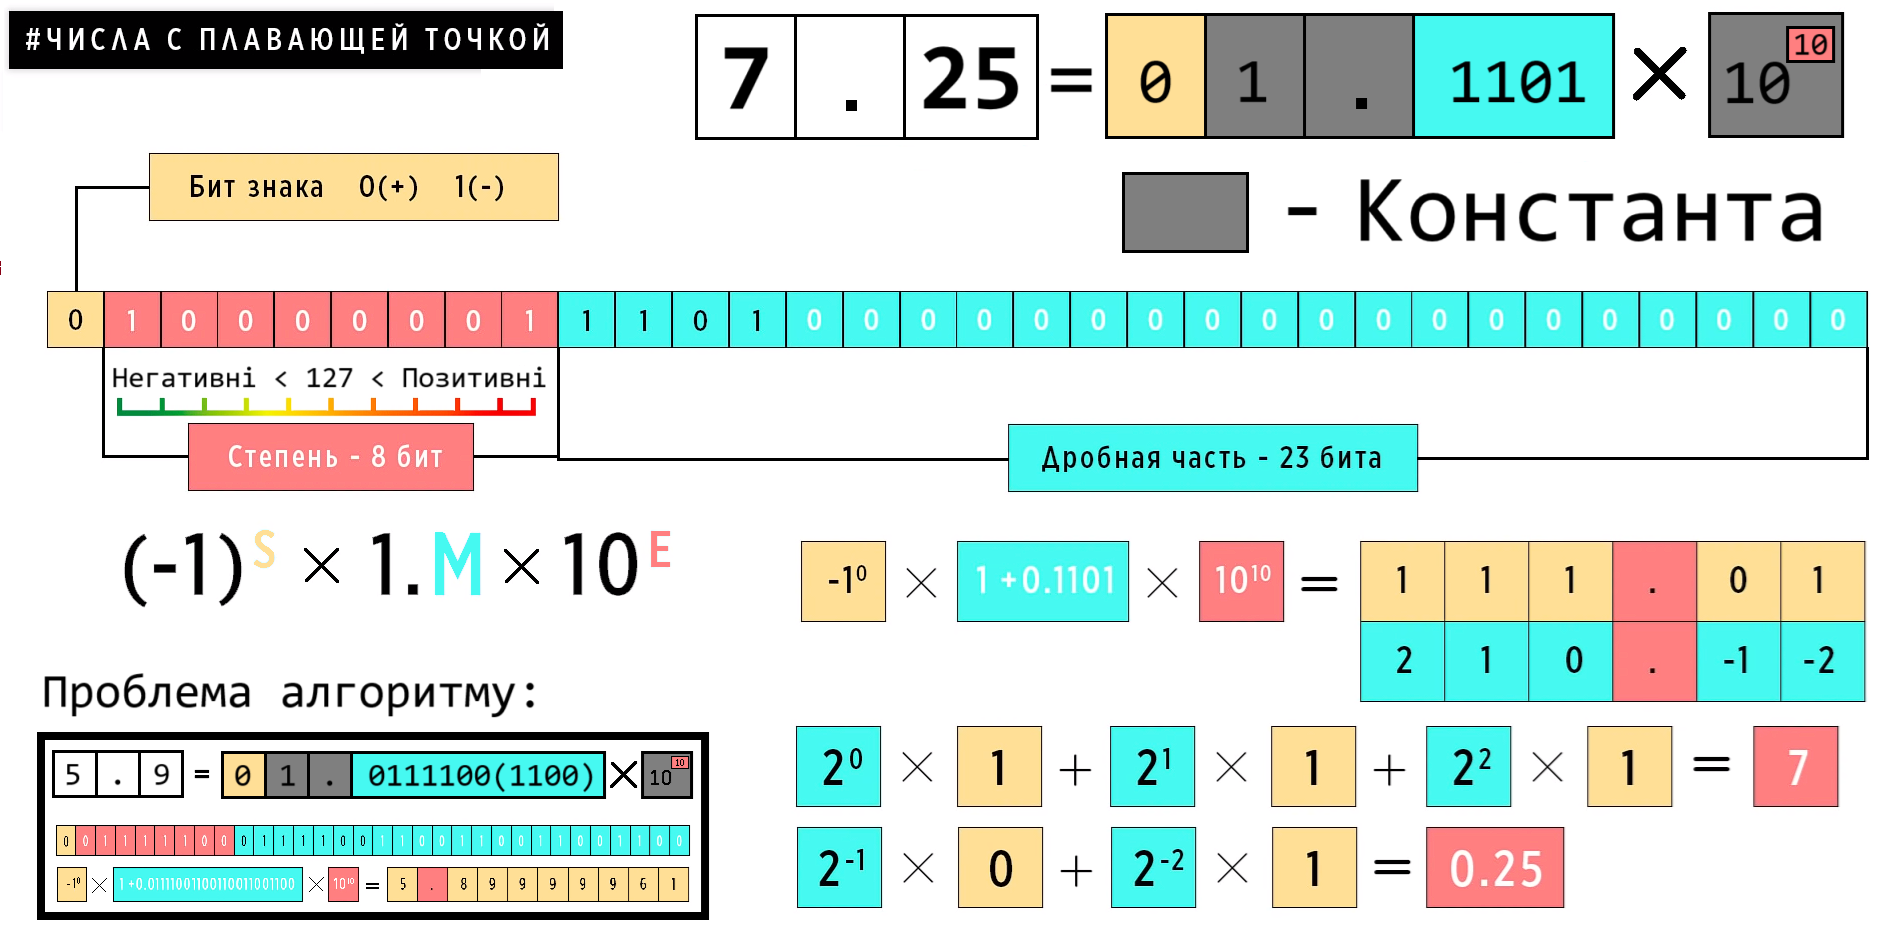 #ЧИСЛА С ПЛАВАЮЩЕЙ ТОЧКОЙ
7 . 25 = 0 1 . 1101 × 10^10
Бит знака 0(+) 1(-)
- Константа
0 1 0 0 0 0 0 0 1 1 1 0 1 0 0 0 0 0 0 0 0 0 0 0 0 0 0 0 0 0 0 0
Негативні < 127 < Позитивні
Степень - 8 бит
Дробная часть - 23 бита
(-1)^S × 1.M × 10^E
-1^0 × 1 + 0.1101 × 10^10 = 1 1 1 . 0 1
2 1 0 . -1 -2
Проблема алгоритму:
5 . 9 = 0 1 . 0111100(1100) × 10^10
0 0 1 1 1 1 1 0 0 0 1 1 1 1 0 0 1 1 0 0 1 1 0 0 1 1 0 0 1 1 0 0
-1^0 × 1+0.01111001100110011001100 × 10^10 = 5 . 8 9 9 9 9 9 6 1
2^0 × 1 + 2^1 × 1 + 2^2 × 1 = 7
2^-1 × 0 + 2^-2 × 1 = 0.25